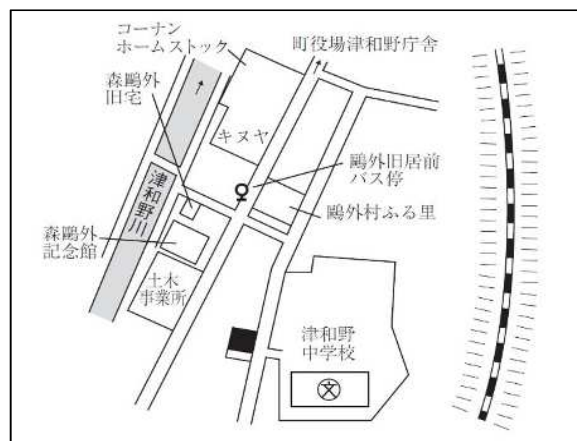 コーナン
ホームストック
町役場津和野庁舎
森鷗外
旧宅
キヌヤ
鷗外旧居前
バス停
津和野川
鷗外村ふる里
森鷗外
記念館
土木
事業所
津和野
中学校
文